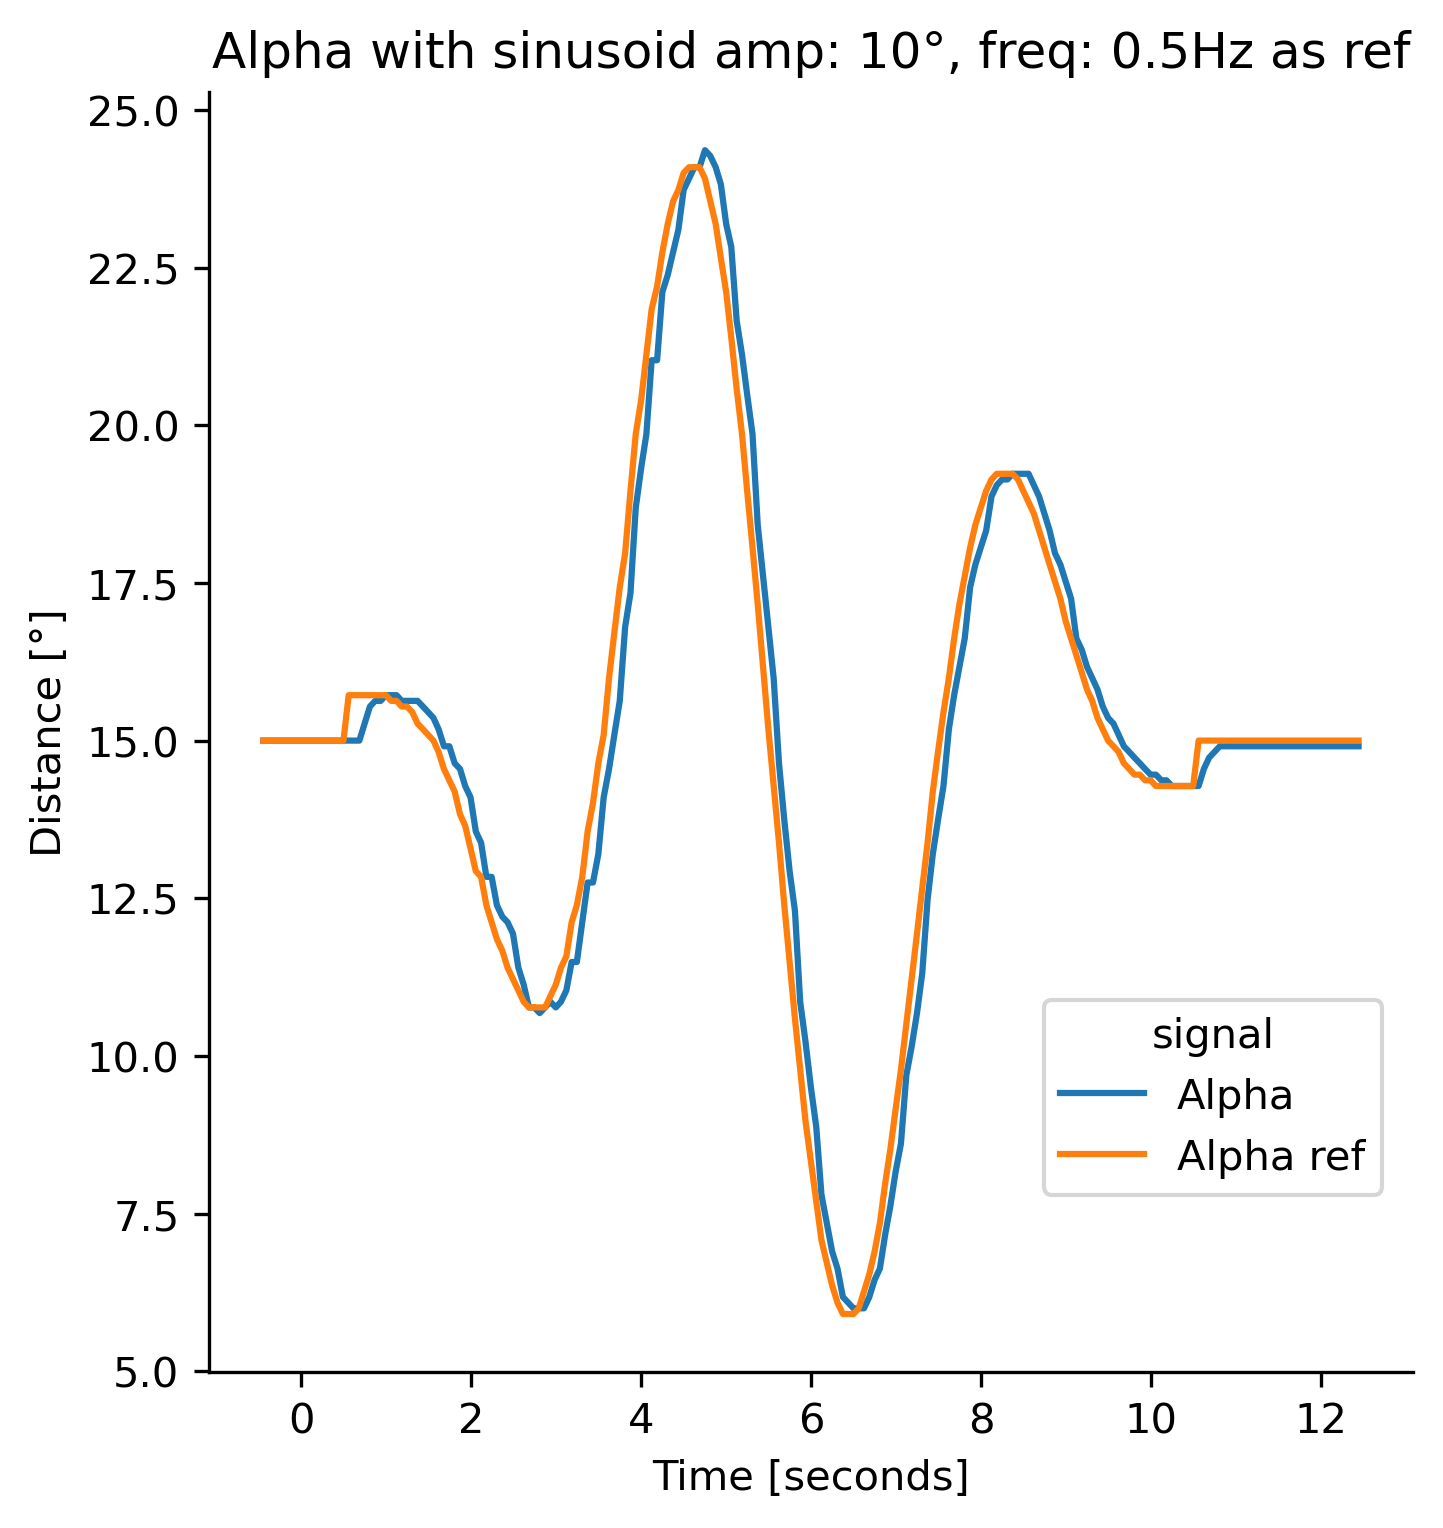 Alpha with sinusoid amp: 10°, freq: 0.5Hz as ref
25.0
22.5
20.0
17.5
15.0
12.5
10.0
7.5
5.0
Distance [°]
signal
Alpha
Alpha ref
0 2 4 6 8 10 12
Time [seconds]